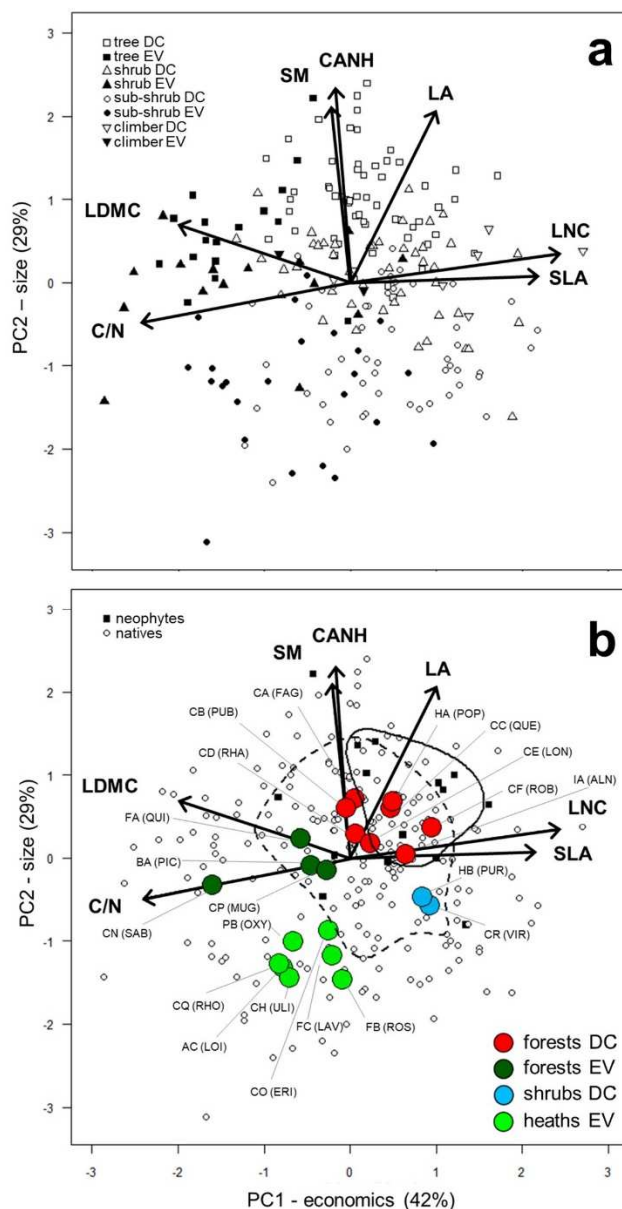 a
□ tree DC
■ tree EV
△ shrub DC
▲ shrub EV
○ sub-shrub DC
● sub-shrub EV
▽ climber DC
▼ climber EV
SM
CANH
LA
LDMC
LNC
SLA
C/N
PC2 – size (29%)
3
2
1
0
-1
-2
-3
b
■ neophytes
○ natives
SM
CANH
LA
CA (FAG)
HA (POP)
CB (PUB)
CC (QUE)
CD (RHA)
CE (LON)
LDMC
CF (ROB)
IA (ALN)
FA (QUI)
LNC
BA (PIC)
SLA
C/N
HB (PUR)
CN (SAB)
CP (MUG)
CR (VIR)
PB (OXY)
CQ (RHO)
CH (ULI)
FC (LAV)
FB (ROS)
AC (LOI)
CO (ERI)
forests DC
forests EV
shrubs DC
heaths EV
PC2 - size (29%)
3
2
1
0
-1
-2
-3
-3 -2 -1 0 1 2 3
PC1 - economics (42%)